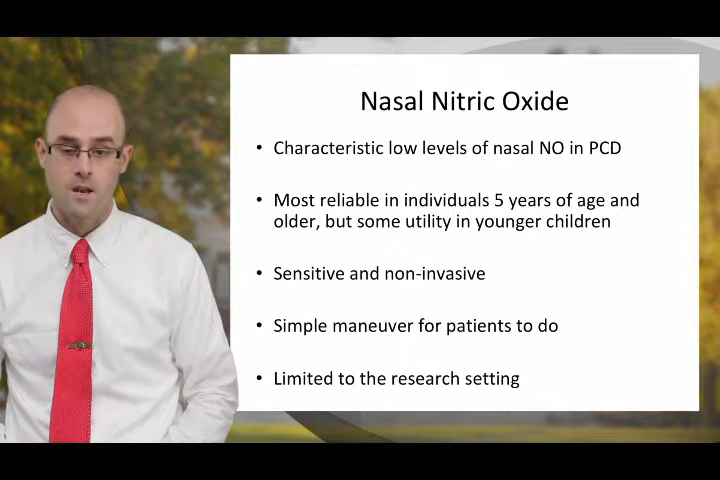 Nasal Nitric Oxide
• Characteristic low levels of nasal NO in PCD
• Most reliable in individuals 5 years of age and
older, but some utility in younger children
• Sensitive and non-invasive
• Simple maneuver for patients to do
• Limited to the research setting